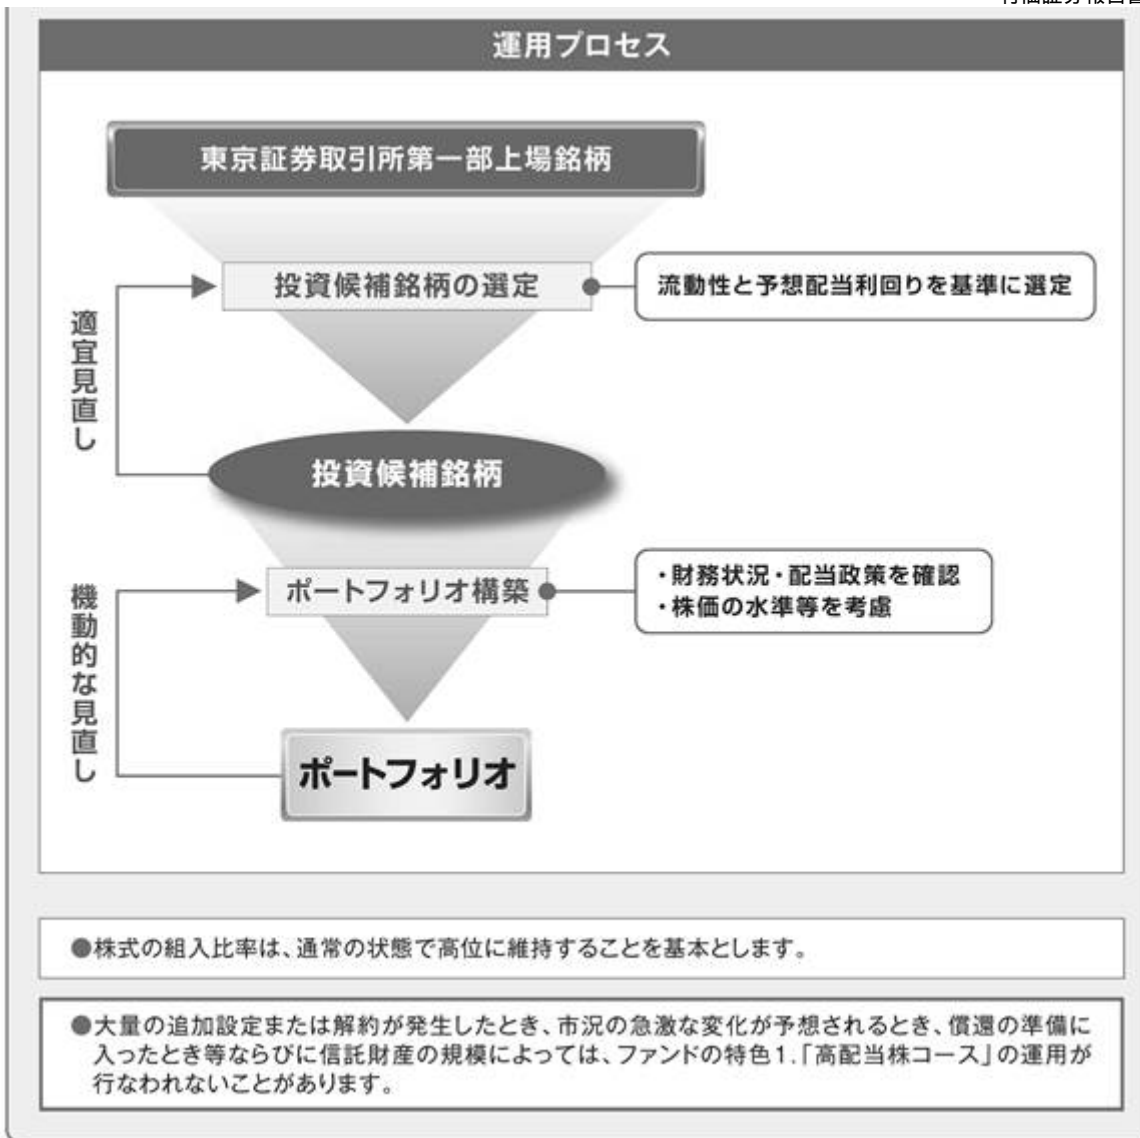 運用プロセス
東京証券取引所第一部上場銘柄
投資候補銘柄の選定
流動性と予想配当利回りを基準に選定
適宜見直し
投資候補銘柄
ポートフォリオ構築
・財務状況・配当政策を確認
・株価の水準等を考慮
機動的な見直し
ポートフォリオ
●株式の組入比率は、通常の状態で高位に維持することを基本とします。
●大量の追加設定または解約が発生したとき、市況の急激な変化が予想されるとき、償還の準備に
入ったとき等ならびに信託財産の規模によっては、ファンドの特色1.「高配当株コース」の運用が
行なわれないことがあります。